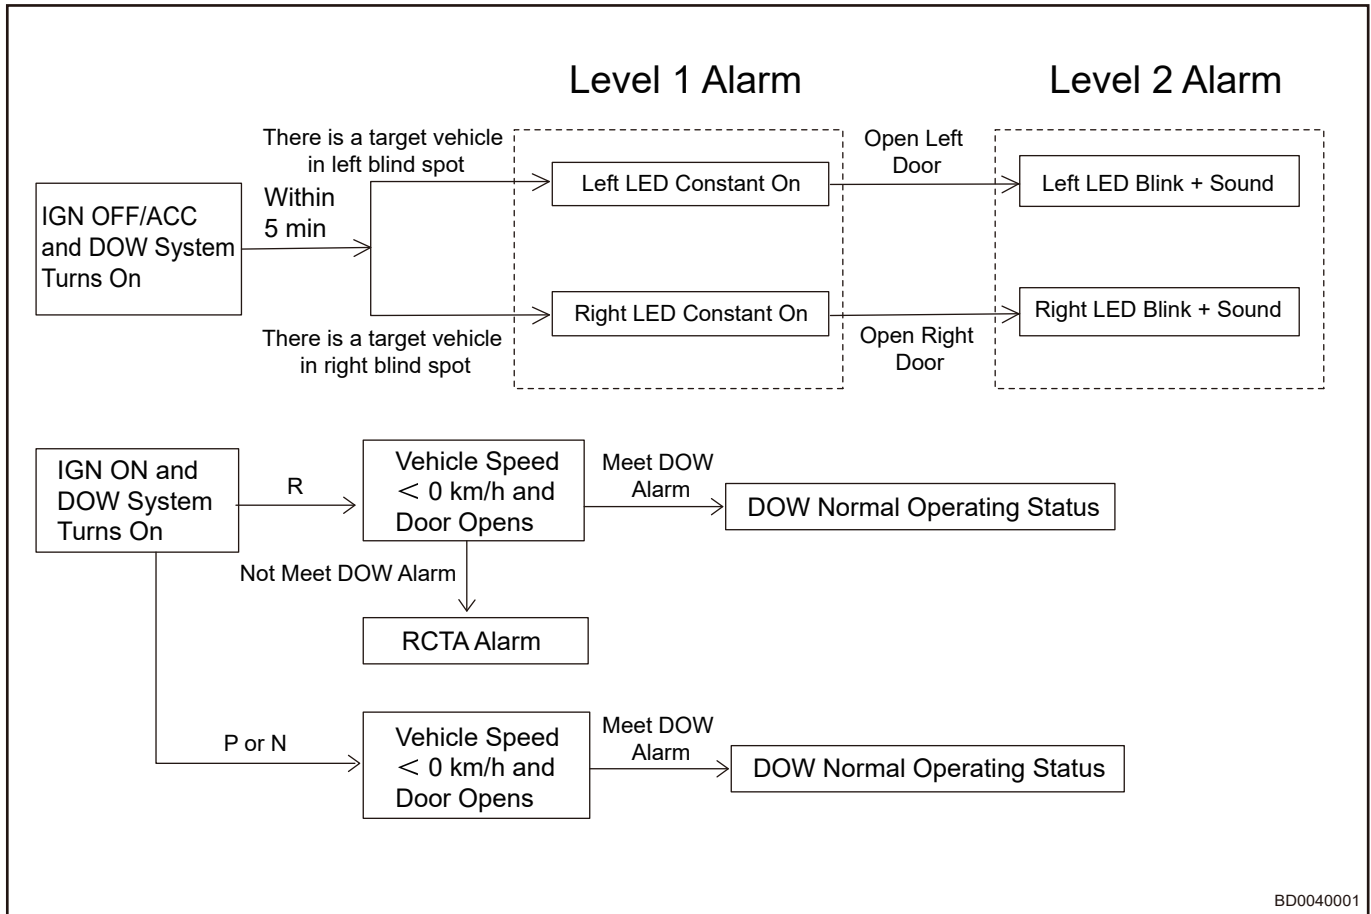 Level 1 Alarm
Level 2 Alarm
There is a target vehicle
in left blind spot
Open Left
Door
Within
5 min
IGN OFF/ACC
and DOW System
Turns On
Left LED Constant On
Left LED Blink + Sound
Right LED Constant On
Right LED Blink + Sound
There is a target vehicle
in right blind spot
Open Right
Door
IGN ON and
DOW System
Turns On
R
Vehicle Speed
＜ 0 km/h and
Door Opens
Meet DOW
Alarm
DOW Normal Operating Status
Not Meet DOW Alarm
RCTA Alarm
P or N
Vehicle Speed
＜ 0 km/h and
Door Opens
Meet DOW
Alarm
DOW Normal Operating Status
BD0040001